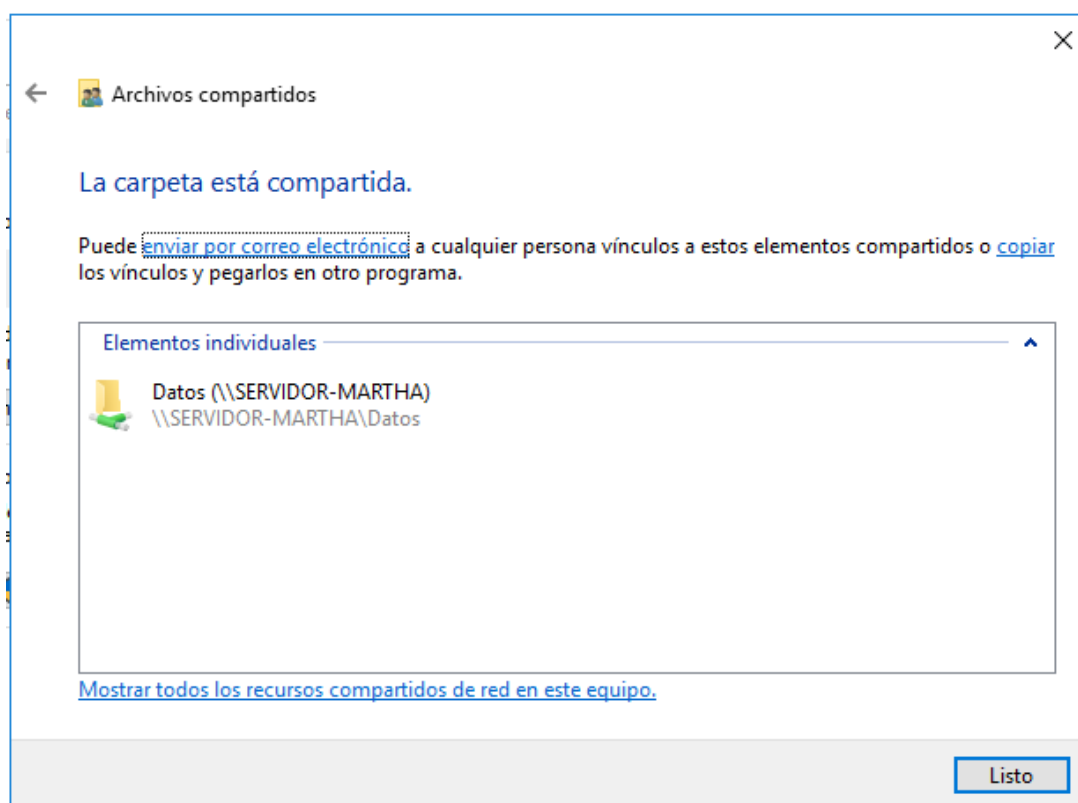 Archivos compartidos
La carpeta está compartida.
Puede enviar por correo electrónico a cualquier persona vínculos a estos elementos compartidos o copiar
los vínculos y pegarlos en otro programa.
Elementos individuales
Datos (\\SERVIDOR-MARTHA)
\\SERVIDOR-MARTHA\Datos
Mostrar todos los recursos compartidos de red en este equipo.
Listo